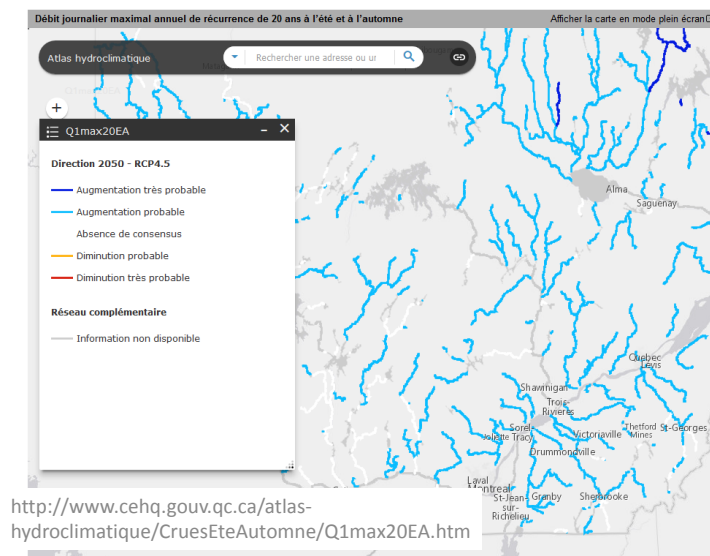 Débit journalier maximal annuel de récurrence de 20 ans à l'été et à l'automne
Afficher la carte en mode plein écran
Atlas hydroclimatique
Rechercher une adresse ou ur
Q1max20EA
Direction 2050 - RCP4.5
Augmentation très probable
Augmentation probable
Absence de consensus
Diminution probable
Diminution très probable
Réseau complémentaire
Information non disponible
Alma
Saguenay
Quebec
Lévis
Shawinigan
Trois-
Rivières
Sorel-
Joliette Tracy
Victoriaville
Thetford
Mines
St-Georges
Drummondville
Laval
Montreal
St-Jean-
sur-
Richelieu
Granby
Sherbrooke
http://www.cehq.gouv.qc.ca/atlas-
hydroclimatique/CruesEteAutomne/Q1max20EA.htm